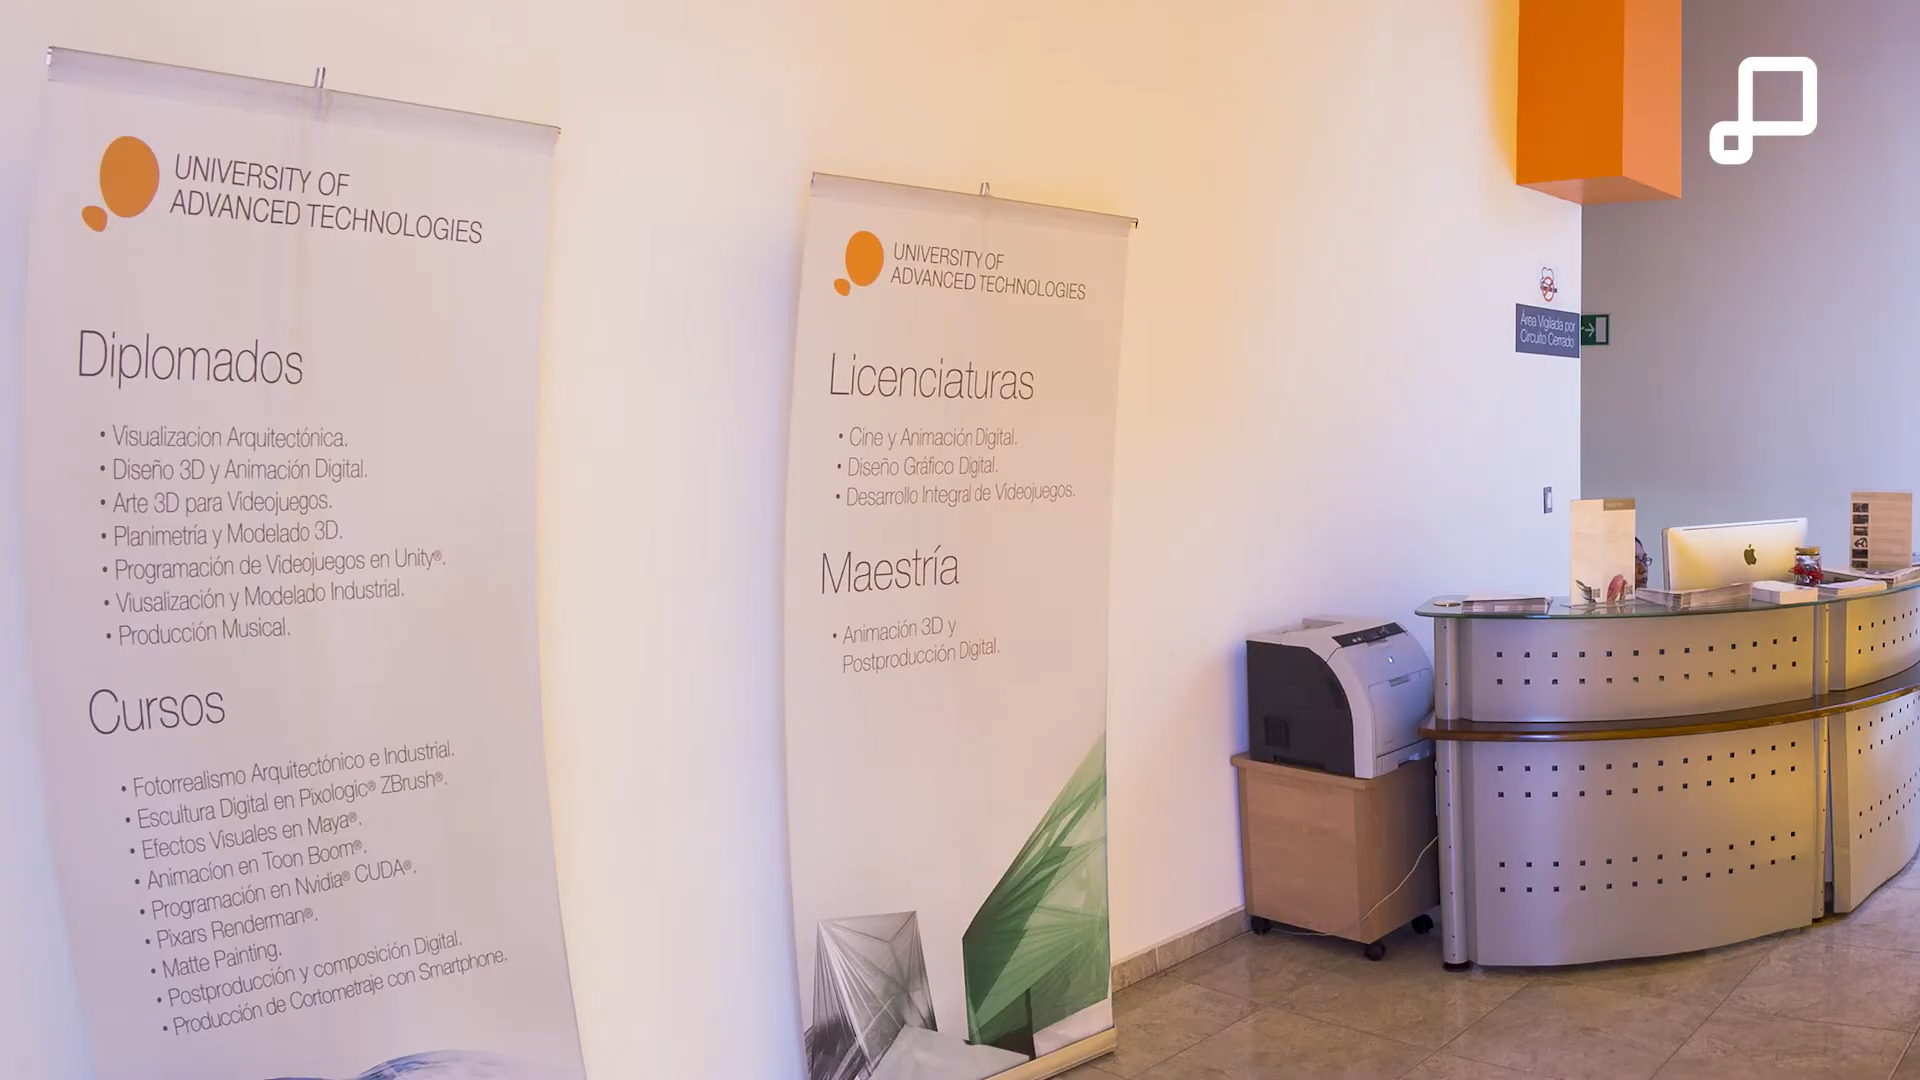 UNIVERSITY OF
ADVANCED TECHNOLOGIES
Diplomados
• Visualizacion Arquitectónica.
• Diseño 3D y Animación Digital.
• Arte 3D para Videojuegos.
• Planimetría y Modelado 3D.
• Programación de Videojuegos en Unity®.
• Viusalización y Modelado Industrial.
• Producción Musical.
Cursos
• Fotorrealismo Arquitectónico e Industrial.
• Escultura Digital en Pixologic® ZBrush®.
• Efectos Visuales en Maya®.
• Animacíon en Toon Boom®.
• Programación en Nvidia® CUDA®.
• Pixars Renderman®.
• Matte Painting.
• Postproducción y composición Digital.
• Producción de Cortometraje con Smartphone.
UNIVERSITY OF
ADVANCED TECHNOLOGIES
Licenciaturas
• Cine y Animación Digital.
• Diseño Gráfico Digital.
• Desarrollo Integral de Videojuegos.
Maestría
• Animación 3D y
Postproducción Digital.
Área Vigilada por
Circuito Cerrado